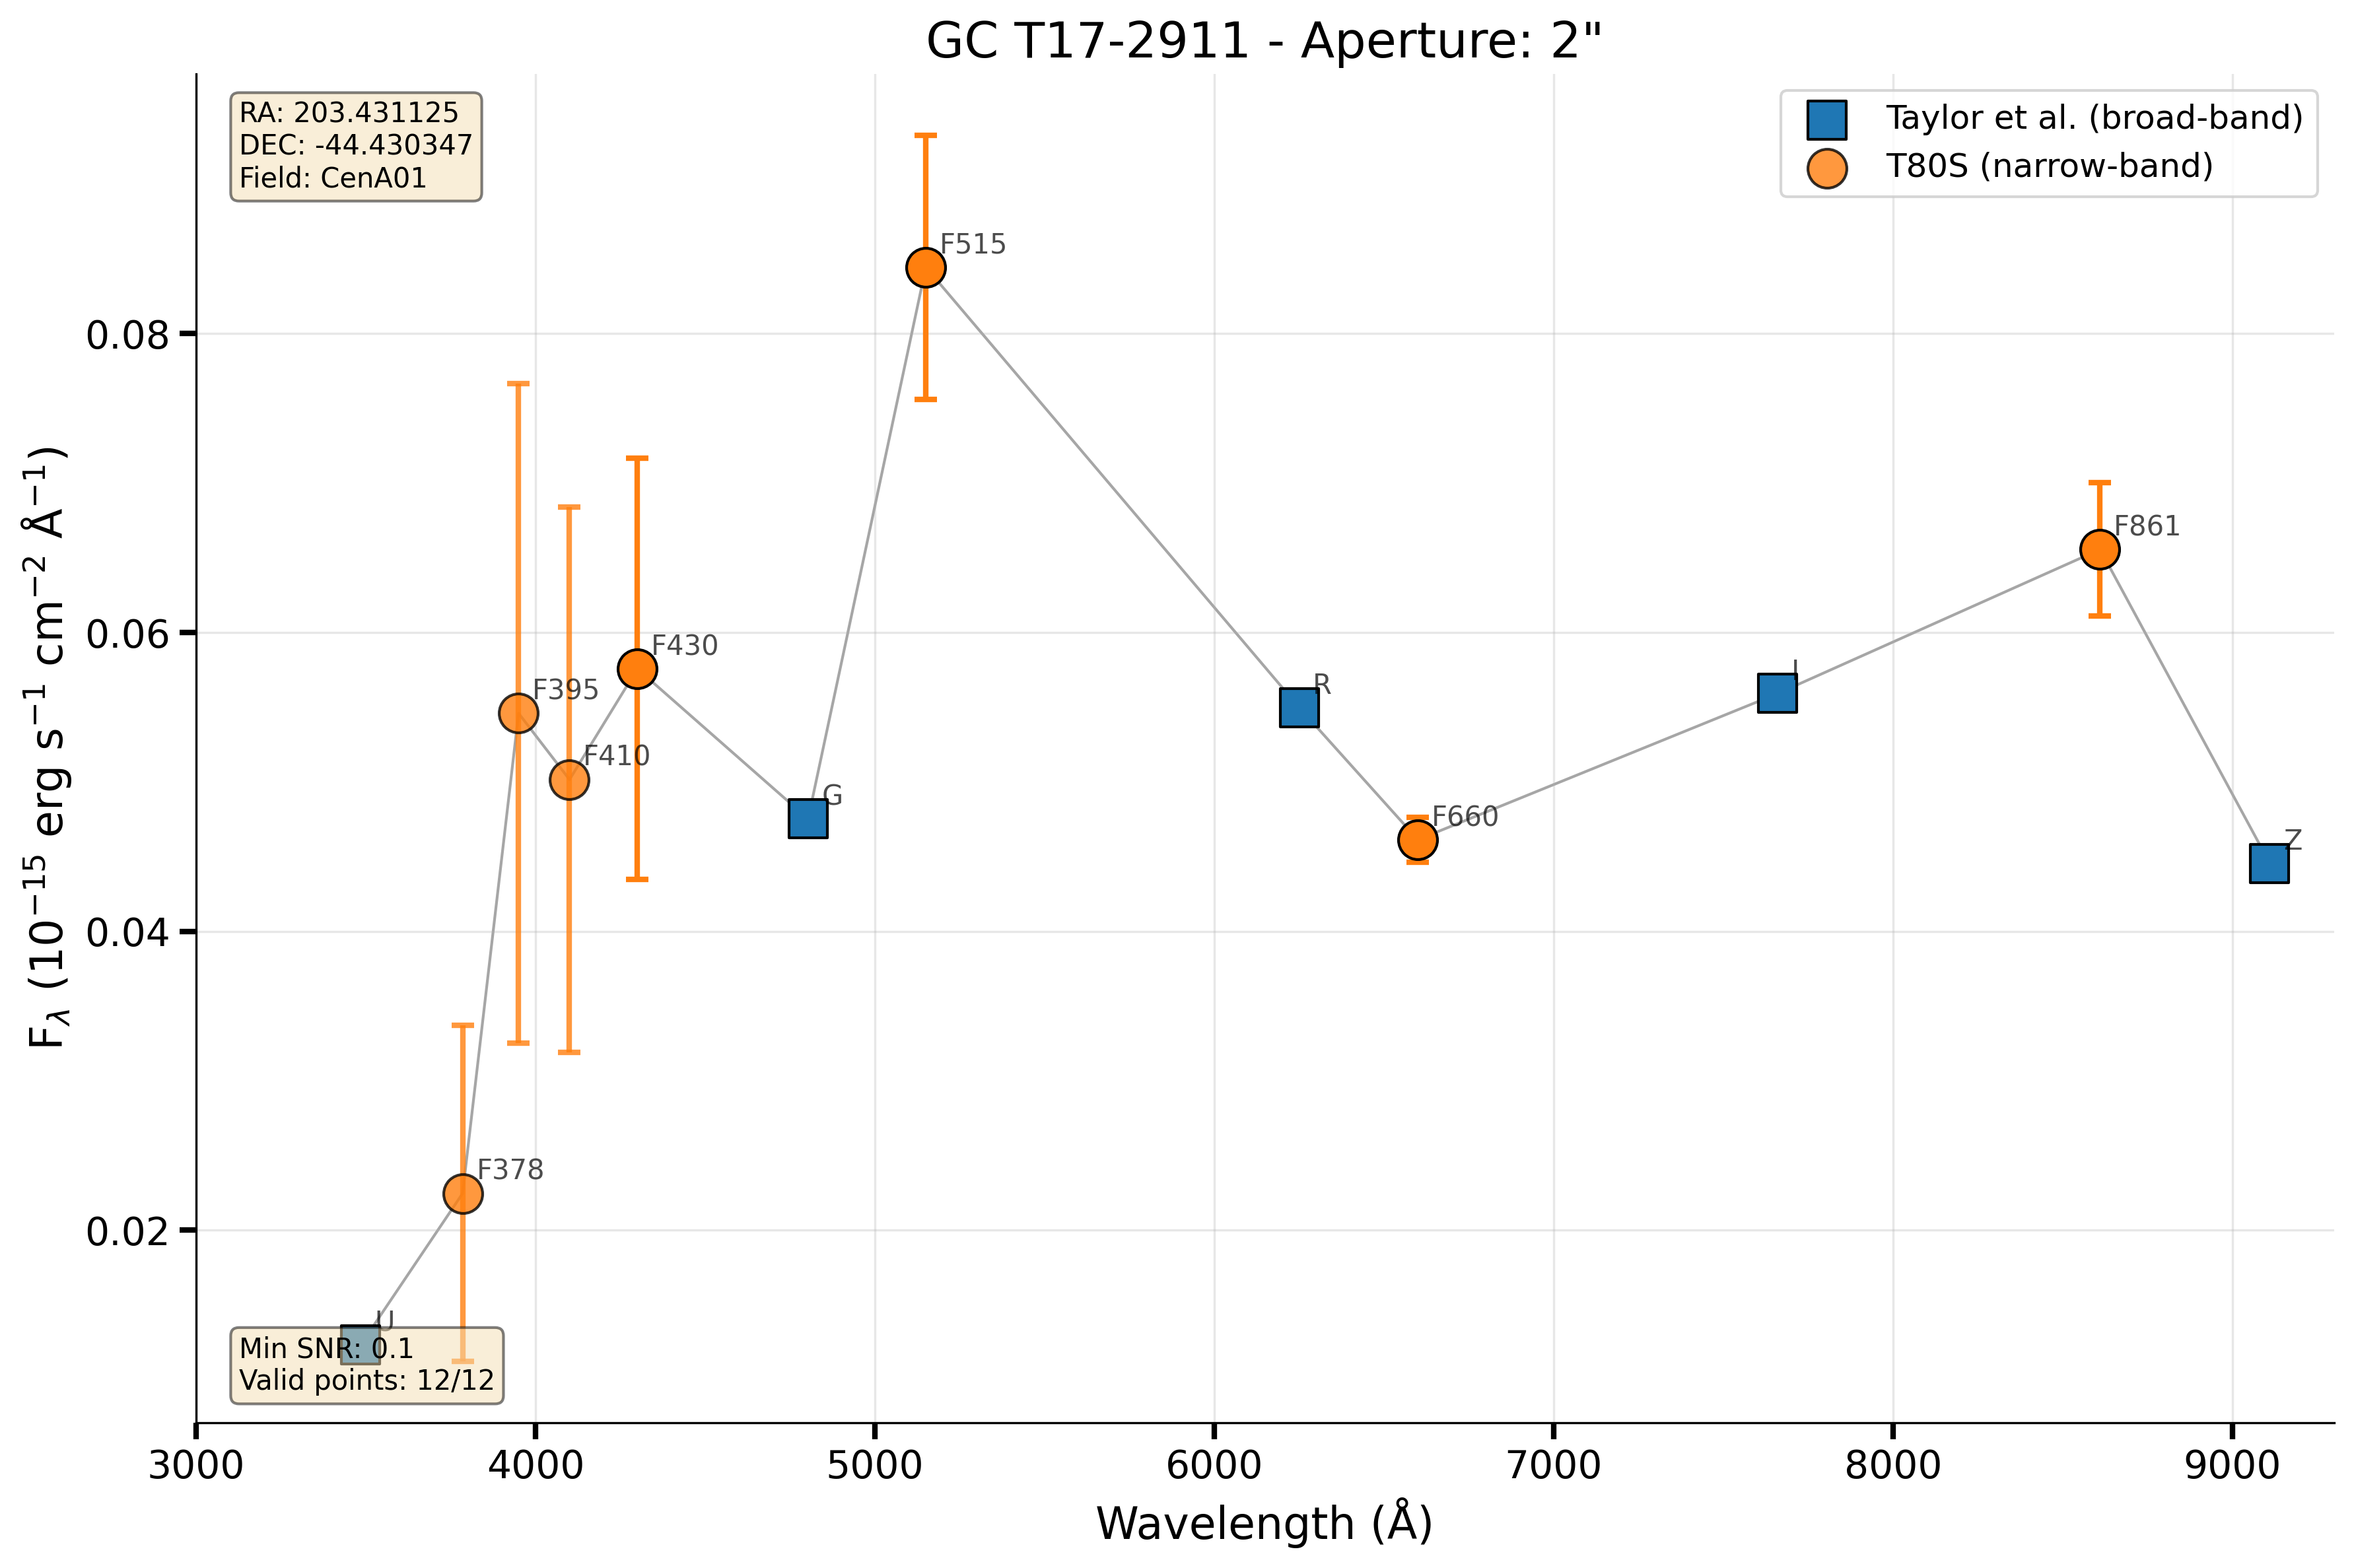 GC T17-2911 - Aperture: 2"
RA: 203.431125
DEC: -44.430347
Field: CenA01
Taylor et al. (broad-band)
T80S (narrow-band)
F515
F861
F430
F395
F410
R
I
G
F660
Z
F378
U
Min SNR: 0.1
Valid points: 12/12
0.08
0.06
0.04
0.02
F_λ (10⁻¹⁵ erg s⁻¹ cm⁻² Å⁻¹)
3000 4000 5000 6000 7000 8000 9000
Wavelength (Å)